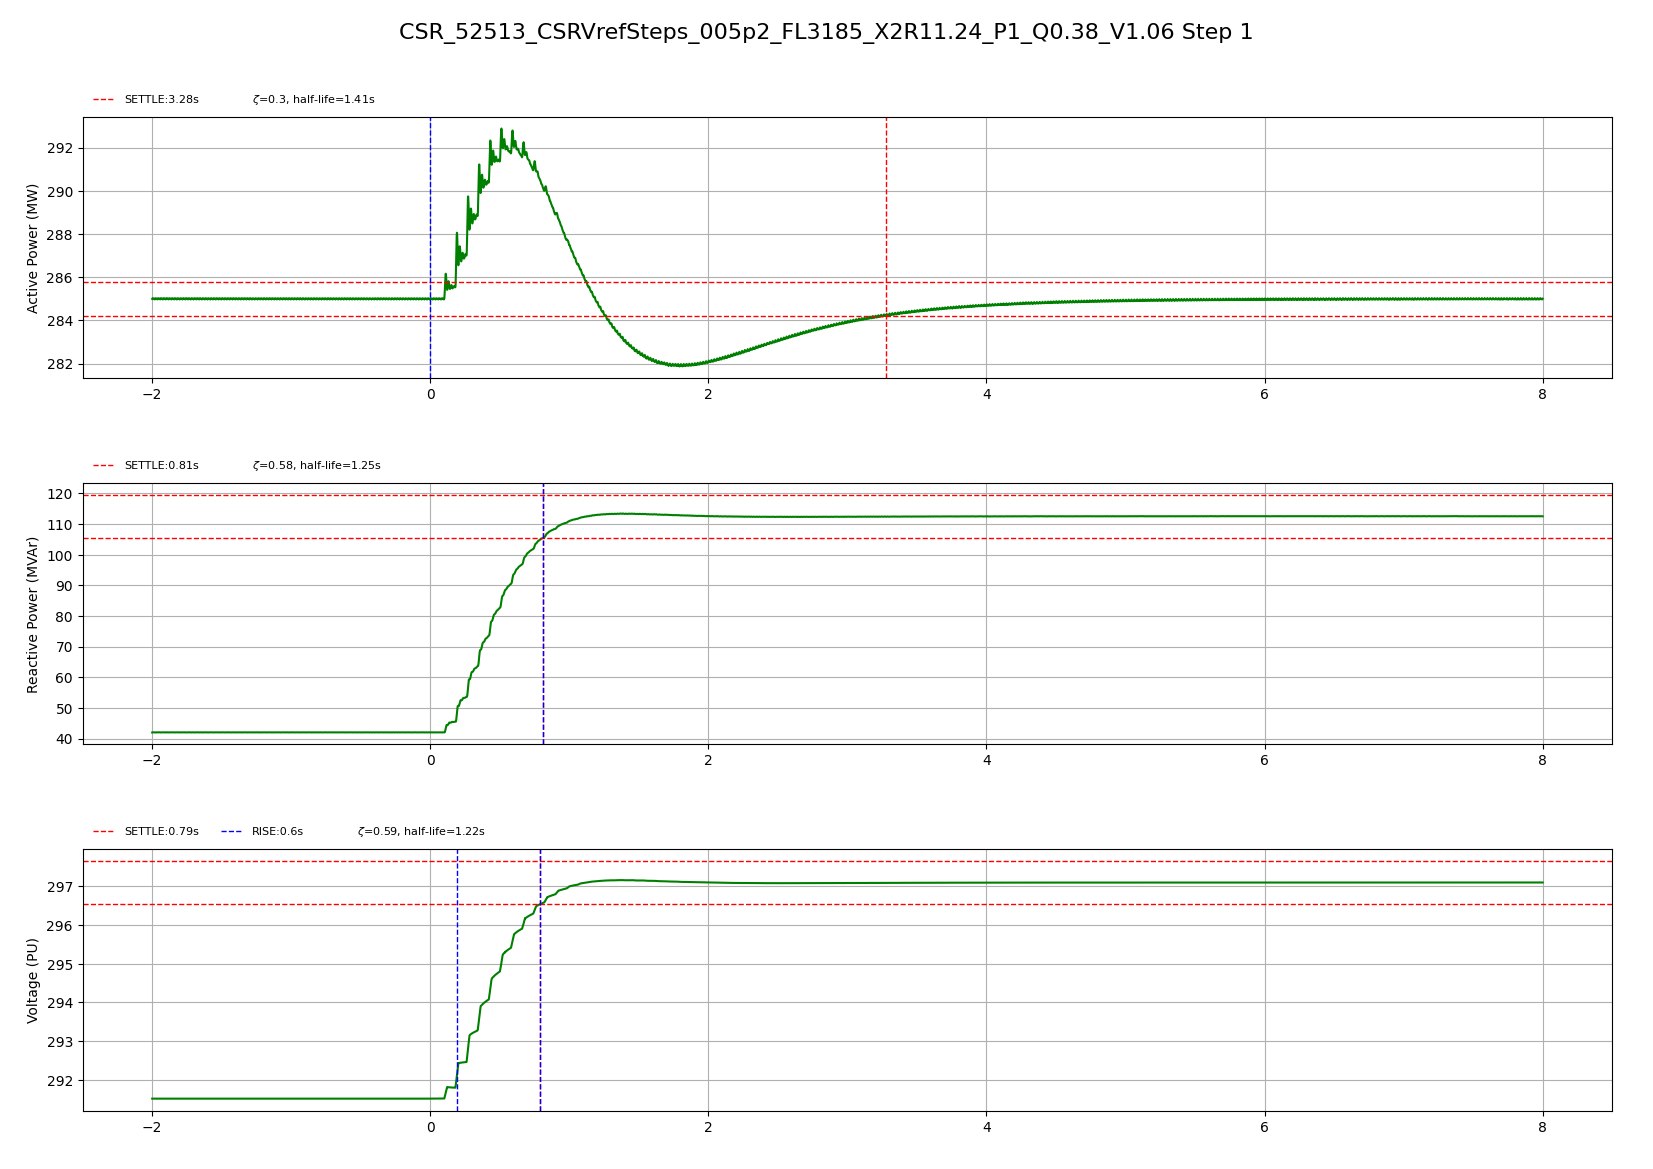 CSR_52513_CSRVrefSteps_005p2_FL3185_X2R11.24_P1_Q0.38_V1.06 Step 1
SETTLE:3.28s ζ=0.3, half-life=1.41s
Active Power (MW)
292
290
288
286
284
282
−2 0 2 4 6 8
SETTLE:0.81s ζ=0.58, half-life=1.25s
Reactive Power (MVAr)
120
110
100
90
80
70
60
50
40
−2 0 2 4 6 8
SETTLE:0.79s RISE:0.6s ζ=0.59, half-life=1.22s
Voltage (PU)
297
296
295
294
293
292
−2 0 2 4 6 8